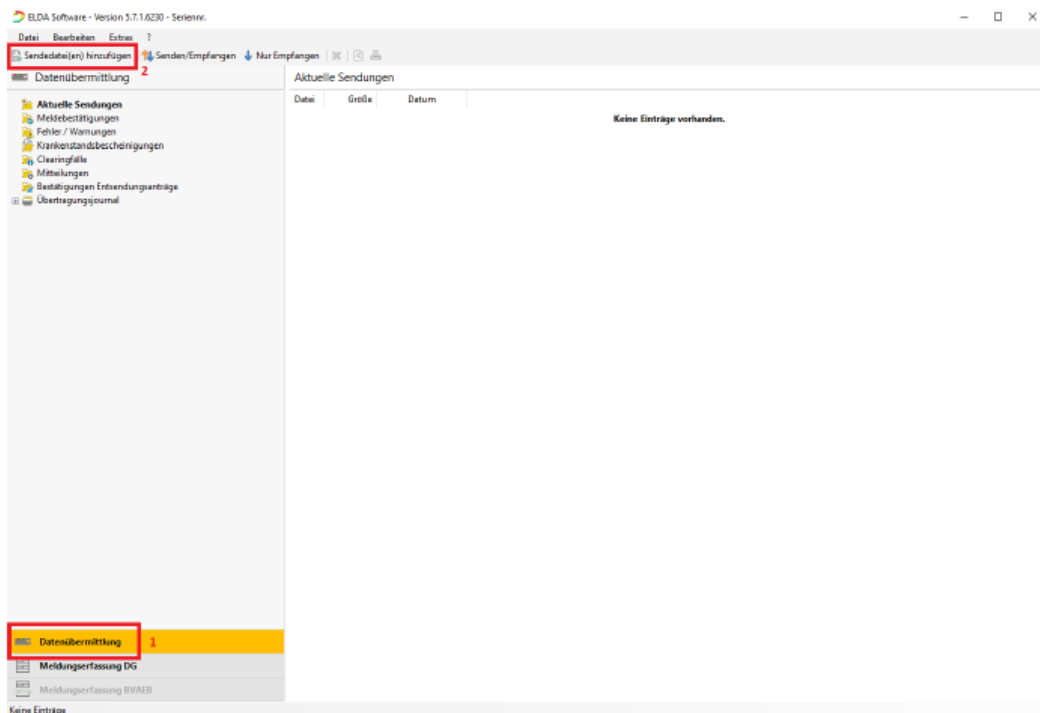 ELDA Software - Version 5.7.1.6230 - Seriennr.
Datei Bearbeiten Extras ?
Sendedatei(en) hinzufügen Senden/Empfangen Nur Empfangen
2
Datenübermittlung
Aktuelle Sendungen
Aktuelle Sendungen
Meldebestätigungen
Fehler / Warnungen
Krankenstandsbescheinigungen
Clearingfälle
Mitteilungen
Bestätigungen Entsendungsanträge
Übertragungsjournal
Datei Größe Datum
Keine Einträge vorhanden.
Datenübermittlung 1
Meldungserfassung DG
Meldungserfassung BVAEB
Keine Einträge